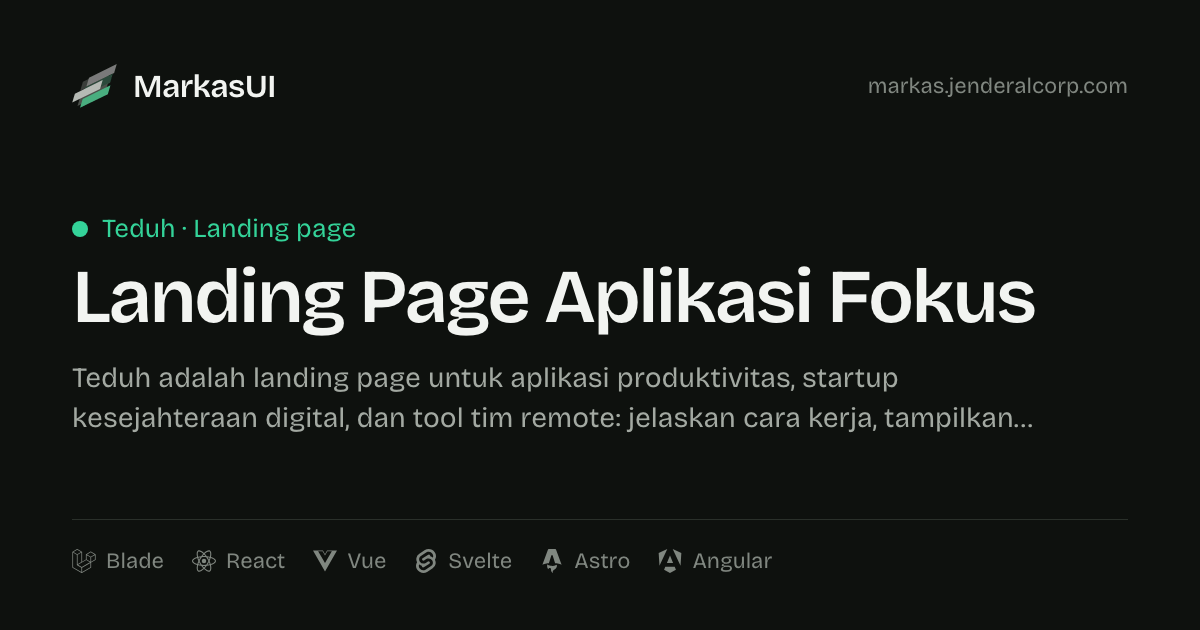 MarkasUI
markas.jenderalcorp.com
Teduh · Landing page
Landing Page Aplikasi Fokus
Teduh adalah landing page untuk aplikasi produktivitas, startup
kesejahteraan digital, dan tool tim remote: jelaskan cara kerja, tampilkan...
Blade React Vue Svelte Astro Angular